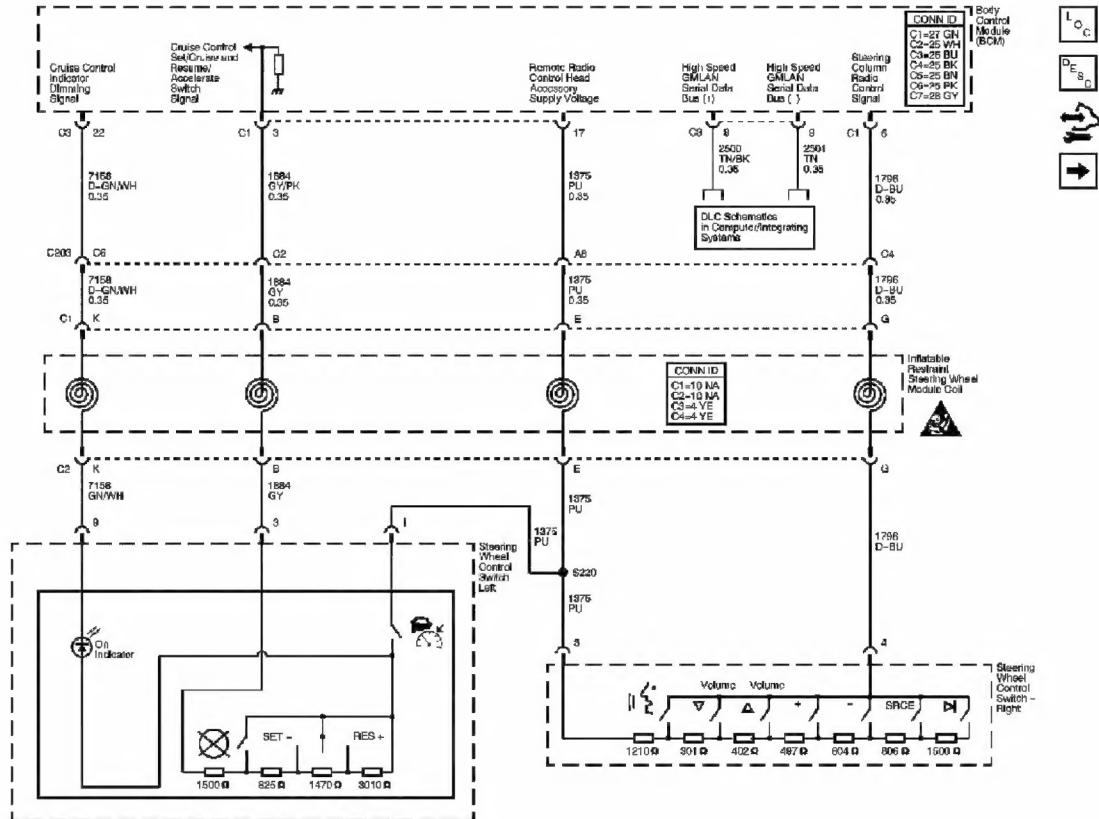 Body
Control
Module
(BCM)
CONN ID
C1=27 GN
C2=25 WH
C3=26 BU
C4=25 BK
C5=25 BN
C6=25 PK
C7=28 GY
LOC
DESC
Cruise Control
Indicator
Dimming
Signal
Cruise Control
Set/Cruise and
Resume/
Accelerate
Switch
Signal
Remote Radio
Control Head
Accessory
Supply Voltage
High Speed
GMLAN
Serial Data
Bus (+)
High Speed
GMLAN
Serial Data
Bus (-)
Steering
Column
Radio
Control
Signal
C3 22
C1 3
17
C3 8
9
C1 6
7158
D-GN/WH
0.35
1884
GY/PK
0.35
1375
PU
0.35
2500
TN/BK
0.35
2501
TN
0.35
1796
D-BU
0.35
DLC Schematics
in Computer/Integrating
Systems
C203 C6
C2
A8
C4
7158
D-GN/WH
0.35
1884
GY
0.35
1375
PU
0.35
1796
D-BU
0.35
C1 K
B
E
G
Inflatable
Restraint
Steering Wheel
Module Coil
CONN ID
C1=10 NA
C2=10 NA
C3=4 YE
C4=4 YE
C2 K
B
E
G
7158
GN/WH
1884
GY
1375
PU
1375
PU
1796
D-BU
9
3
1
Steering
Wheel
Control
Switch
Left
S220
1375
PU
On
Indicator
SET -
RES +
1500 Ω
825 Ω
1470 Ω
3010 Ω
4
Steering
Wheel
Control
Switch -
Right
Volume
Volume
+
-
SRCE
1210 Ω
301 Ω
402 Ω
487 Ω
604 Ω
806 Ω
1500 Ω